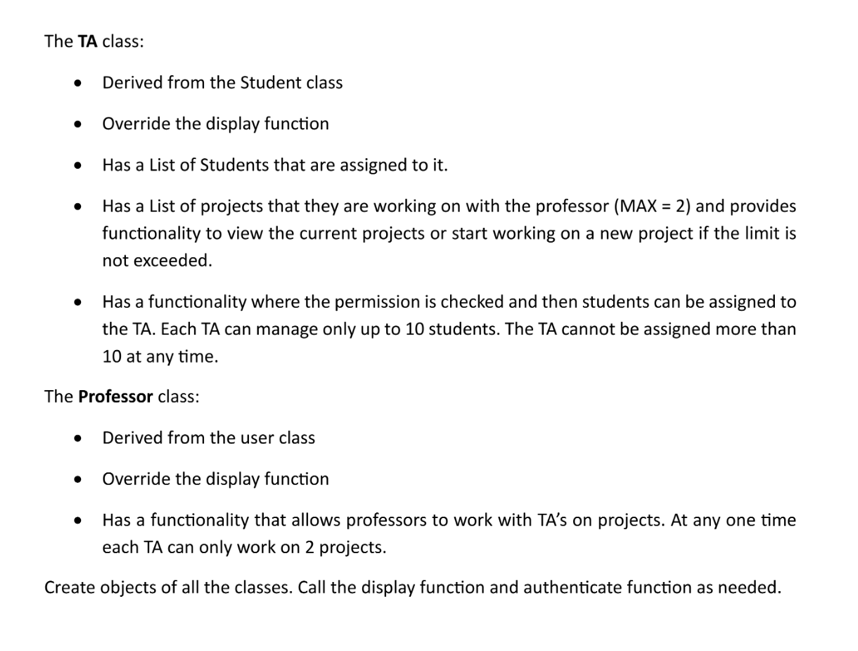 The TA class:
• Derived from the Student class
• Override the display function
• Has a List of Students that are assigned to it.
• Has a List of projects that they are working on with the professor (MAX = 2) and provides
functionality to view the current projects or start working on a new project if the limit is
not exceeded.
• Has a functionality where the permission is checked and then students can be assigned to
the TA. Each TA can manage only up to 10 students. The TA cannot be assigned more than
10 at any time.
The Professor class:
• Derived from the user class
• Override the display function
• Has a functionality that allows professors to work with TA’s on projects. At any one time
each TA can only work on 2 projects.
Create objects of all the classes. Call the display function and authenticate function as needed.